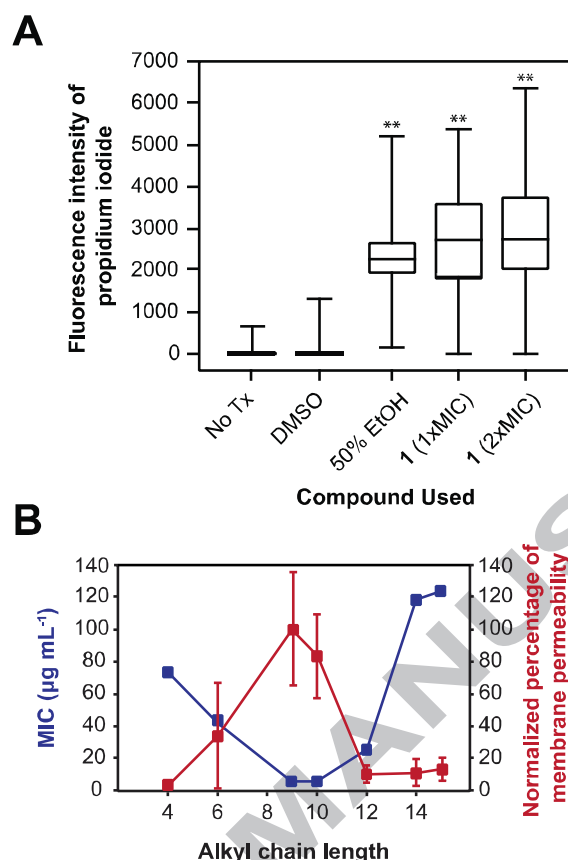 A
Fluorescence intensity of
propidium iodide
7000
6000
5000
4000
3000
2000
1000
0
**
**
**
No Tx
DMSO
50% EtOH
1 (1xMIC)
1 (2xMIC)
Compound Used
B
MIC (µg mL-1)
140
120
100
80
60
40
20
0
140
120
100
80
60
40
20
0
Normalized percentage of
membrane permeability
4 6 8 10 12 14
Alkyl chain length
MANUS